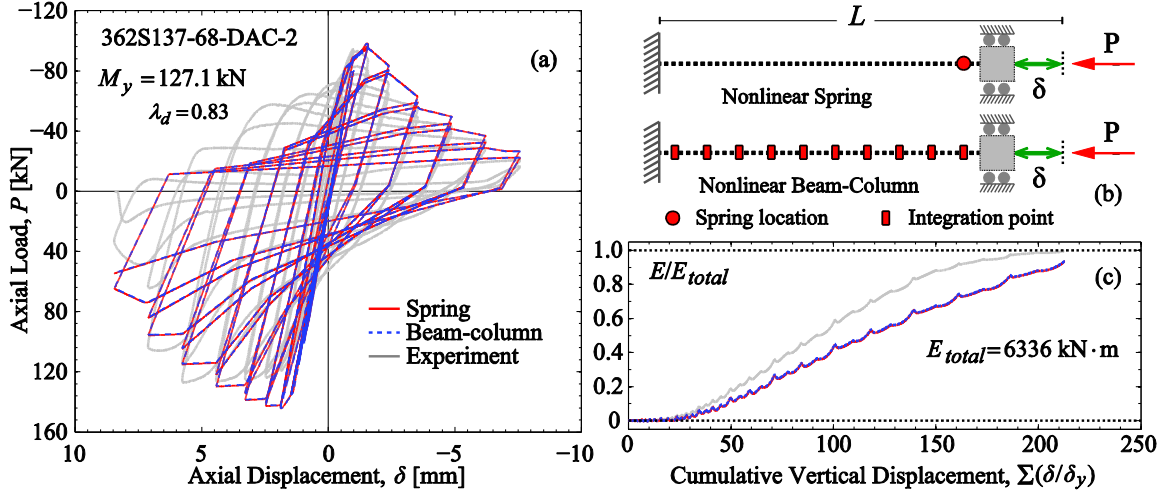 −120
−80
−40
0
40
80
120
160
Axial Load, P [kN]
10
5
0
−5
−10
Axial Displacement, δ [mm]
362S137-68-DAC-2
M_y = 127.1 kN
λ_d = 0.83
(a)
Spring
Beam-column
Experiment
L
P
δ
Nonlinear Spring
P
δ
Nonlinear Beam-Column
(b)
Spring location
Integration point
1.0
0.8
0.6
0.4
0.2
0
E/E_total
(c)
E_total = 6336 kN · m
0
50
100
150
200
250
Cumulative Vertical Displacement, Σ(δ/δ_y)